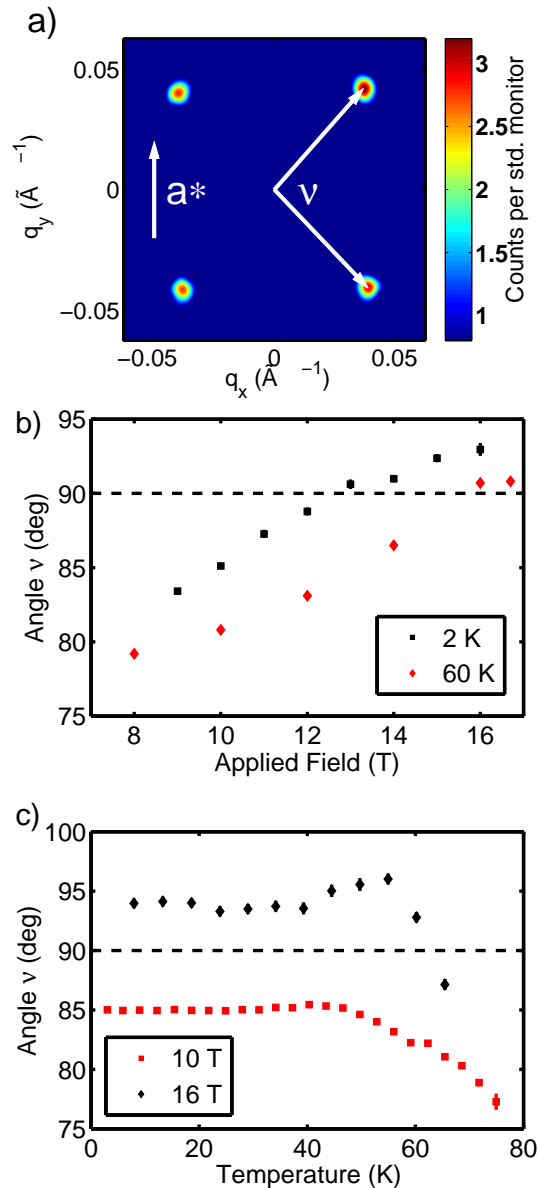 a)
0.05
0
−0.05
q_y (Ã ⁻¹)
a*
ν
−0.05 0 0.05
q_x (Ã ⁻¹)
3
2.5
2
1.5
1
Counts per std. monitor
b)
95
90
85
80
75
Angle ν (deg)
2 K
60 K
8 10 12 14 16
Applied Field (T)
c)
100
95
90
85
80
75
Angle ν (deg)
10 T
16 T
0 20 40 60 80
Temperature (K)